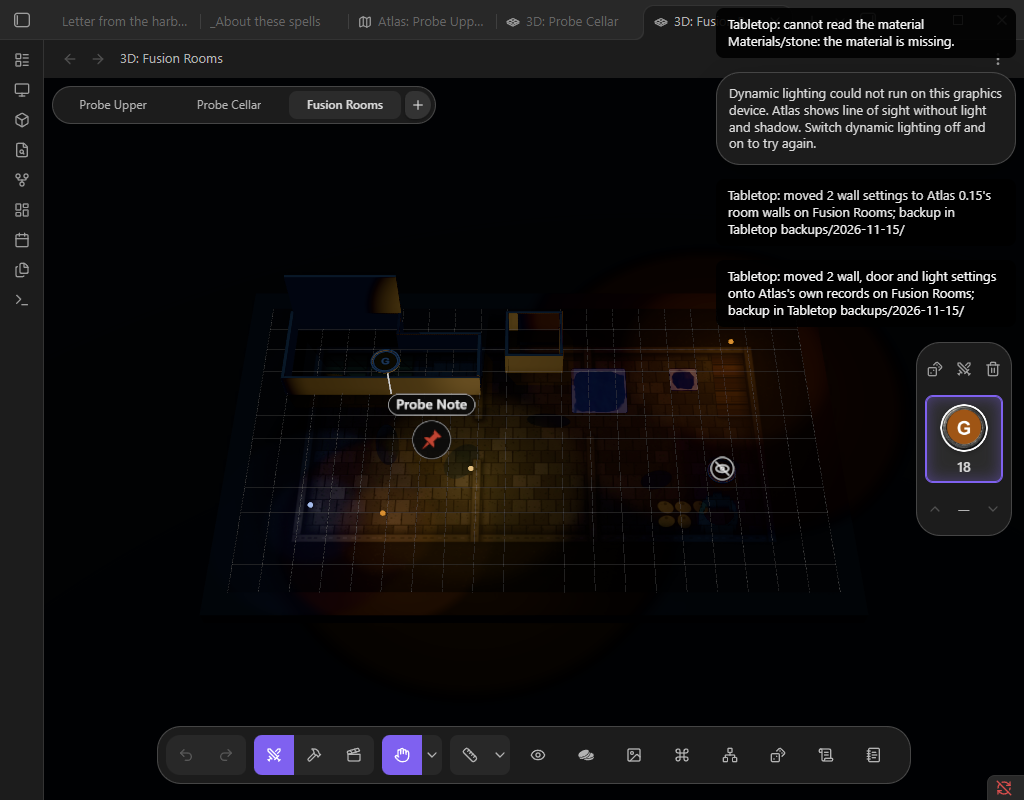 Letter from the harb...
_About these spells
Atlas: Probe Upp...
3D: Probe Cellar
3D: Fus
3D: Fusion Rooms
Probe Upper
Probe Cellar
Fusion Rooms
Tabletop: cannot read the material
Materials/stone: the material is missing.
Dynamic lighting could not run on this graphics
device. Atlas shows line of sight without light
and shadow. Switch dynamic lighting off and
on to try again.
Tabletop: moved 2 wall settings to Atlas 0.15's
room walls on Fusion Rooms; backup in
Tabletop backups/2026-11-15/
Tabletop: moved 2 wall, door and light settings
onto Atlas's own records on Fusion Rooms;
backup in Tabletop backups/2026-11-15/
G
Probe Note
G
18